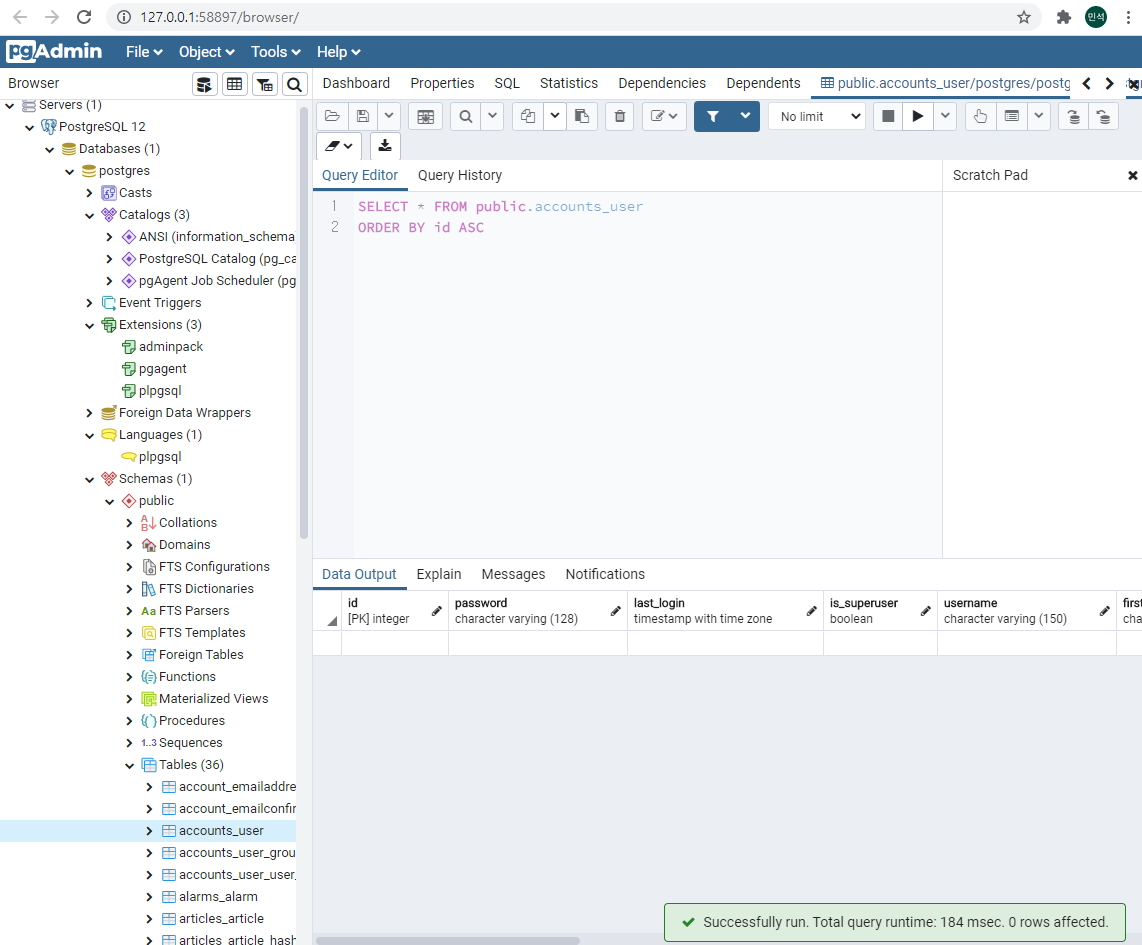 127.0.0.1:58897/browser/
민석
pgAdmin File Object Tools Help
Browser
Dashboard Properties SQL Statistics Dependencies Dependents public.accounts_user/postgres/postg
No limit
Servers (1)
PostgreSQL 12
Databases (1)
postgres
Casts
Catalogs (3)
ANSI (information_schema
PostgreSQL Catalog (pg_ca
pgAgent Job Scheduler (pg
Event Triggers
Extensions (3)
adminpack
pgagent
plpgsql
Foreign Data Wrappers
Languages (1)
plpgsql
Schemas (1)
public
Collations
Domains
FTS Configurations
FTS Dictionaries
Aa FTS Parsers
FTS Templates
Foreign Tables
Functions
Materialized Views
Procedures
1..3 Sequences
Tables (36)
account_emailaddre
account_emailconfir
accounts_user
accounts_user_grou
accounts_user_user_
alarms_alarm
articles_article
articles_article_hash
Query Editor Query History
Scratch Pad
1 SELECT * FROM public.accounts_user
2 ORDER BY id ASC
Data Output Explain Messages Notifications
id password last_login is_superuser username first
[PK] integer character varying (128) timestamp with time zone boolean character varying (150) cha
Successfully run. Total query runtime: 184 msec. 0 rows affected.